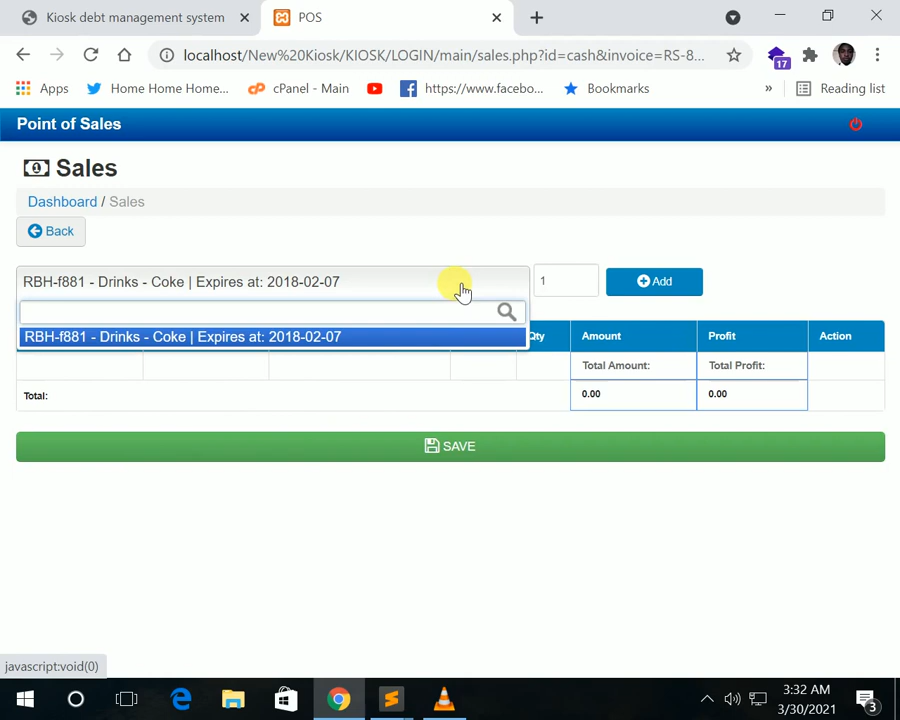 Kiosk debt management system
POS
localhost/New%20Kiosk/KIOSK/LOGIN/main/sales.php?id=cash&invoice=RS-8...
17
Apps
Home Home Home...
cPanel - Main
https://www.facebo...
Bookmarks
»
Reading list
Point of Sales
Sales
Dashboard / Sales
Back
RBH-f881 - Drinks - Coke | Expires at: 2018-02-07
1
Add
RBH-f881 - Drinks - Coke | Expires at: 2018-02-07
Qty
Amount
Profit
Action
Total Amount:
Total Profit:
Total:
0.00
0.00
SAVE
javascript:void(0)
3:32 AM
3/30/2021
3